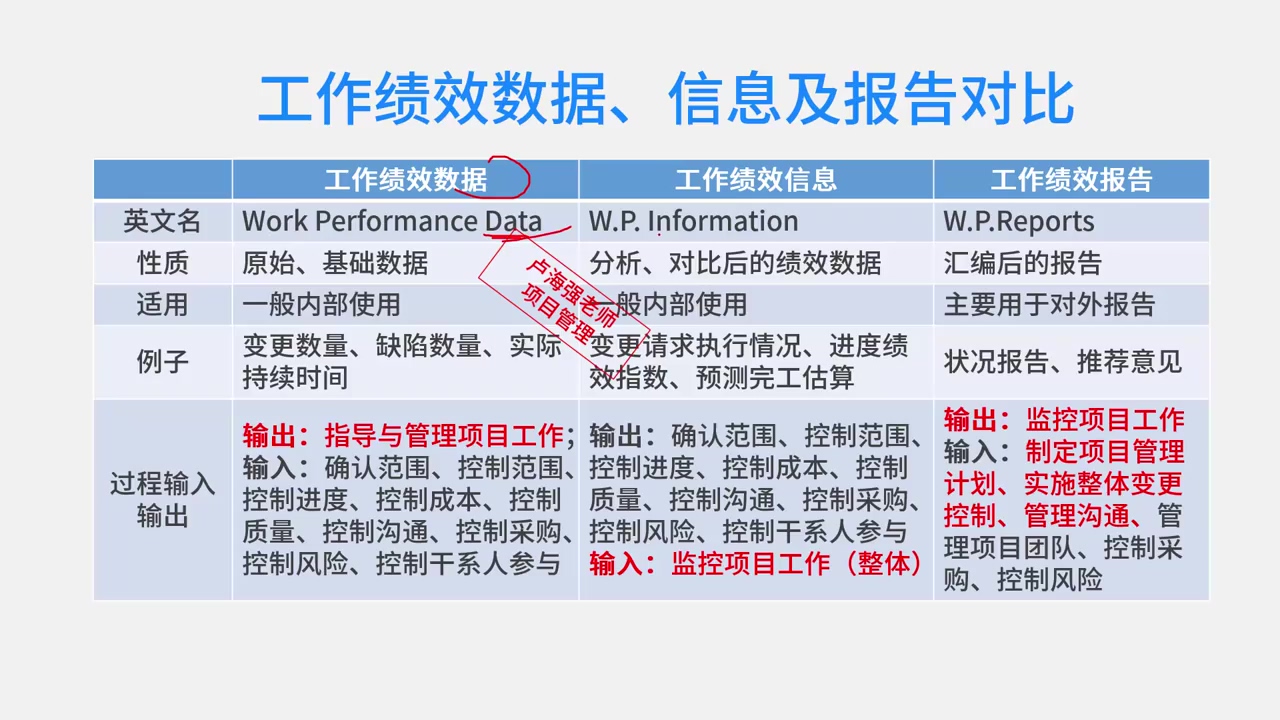 工作绩效数据、信息及报告对比
工作绩效数据 工作绩效信息 工作绩效报告
英文名 Work Performance Data W.P. Information W.P.Reports
性质 原始、基础数据 分析、对比后的绩效数据 汇编后的报告
适用 一般内部使用 一般内部使用 主要用于对外报告
例子
变更数量、缺陷数量、实际
持续时间
变更请求执行情况、进度绩
效指数、预测完工估算
状况报告、推荐意见
过程输入
输出
输出：指导与管理项目工作；
输入：确认范围、控制范围、
控制进度、控制成本、控制
质量、控制沟通、控制采购、
控制风险、控制干系人参与
输出：确认范围、控制范围、
控制进度、控制成本、控制
质量、控制沟通、控制采购、
控制风险、控制干系人参与
输入：监控项目工作（整体）
输出：监控项目工作
输入：制定项目管理
计划、实施整体变更
控制、管理沟通、管
理项目团队、控制采
购、控制风险
卢海强老师
项目管理